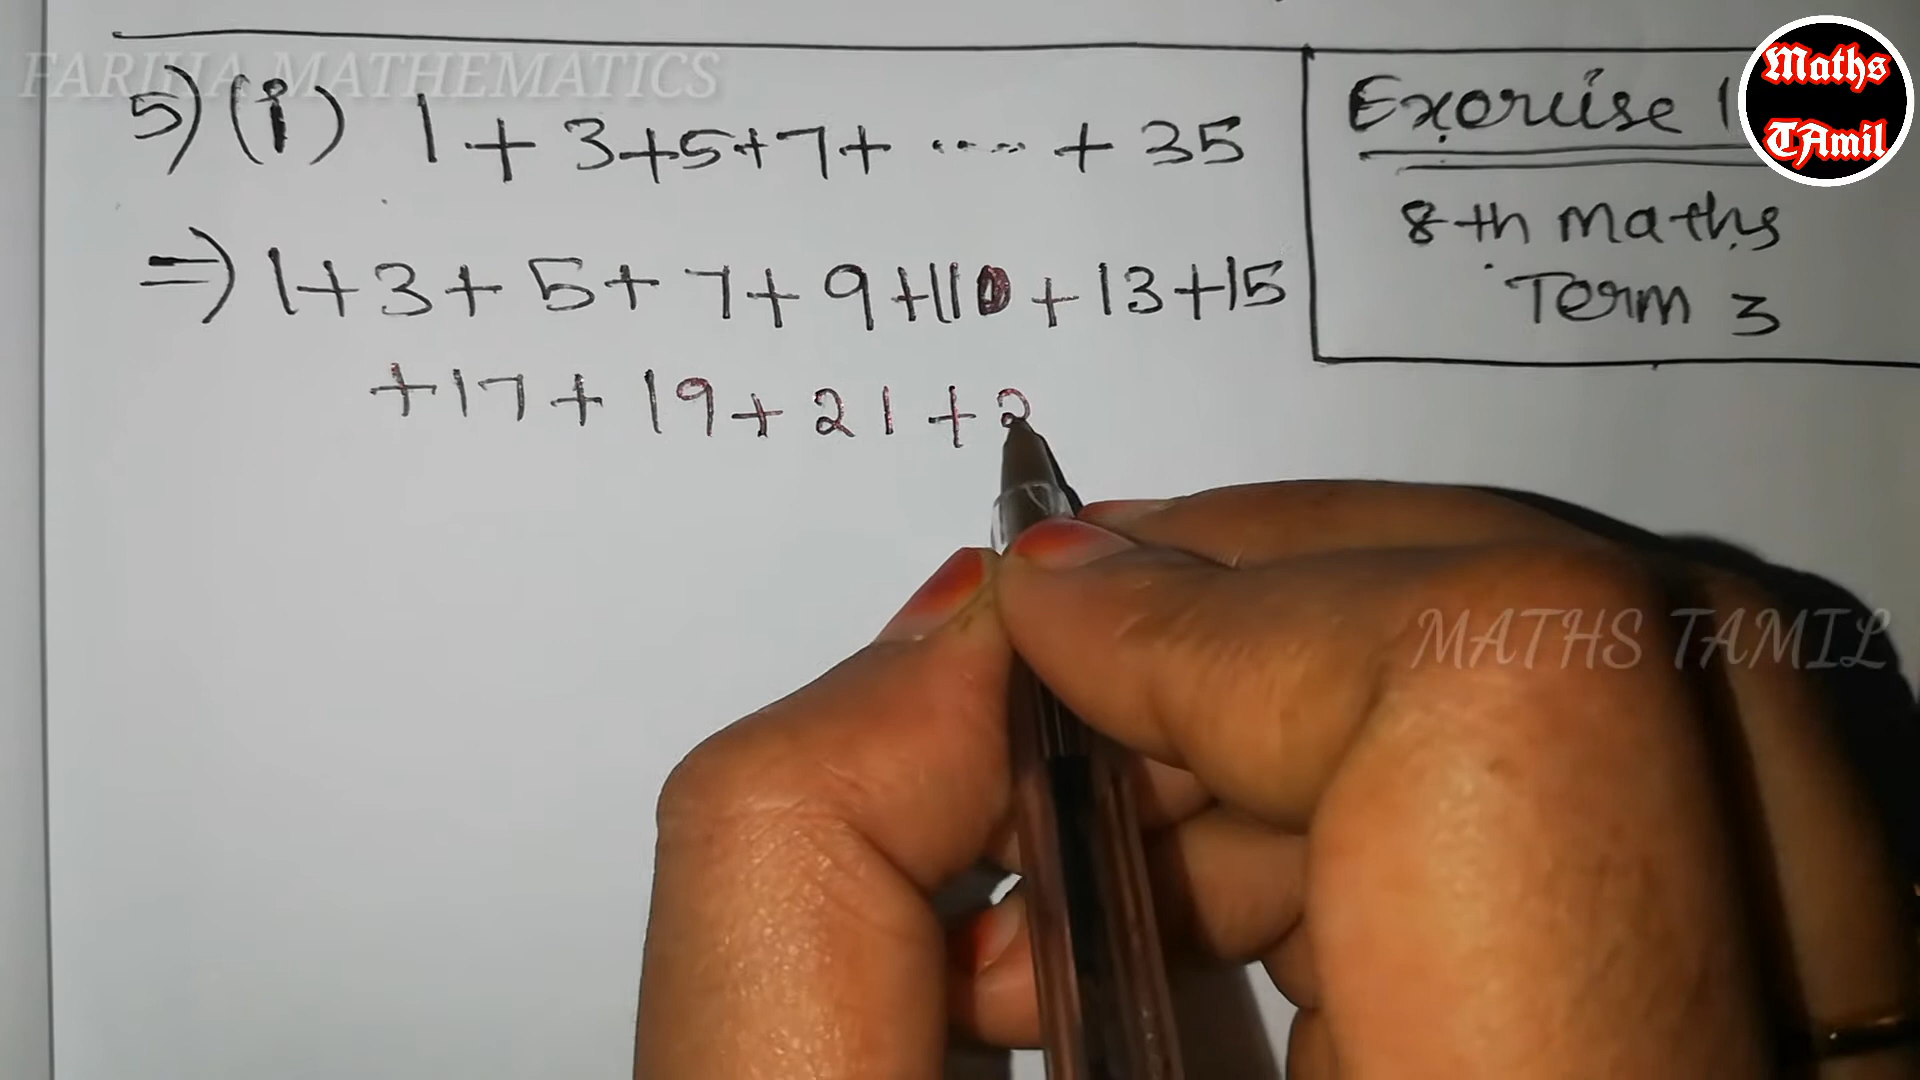 FARIHA MATHEMATICS
5) (i) 1 + 3 + 5 + 7 + .... + 35
⇒) 1 + 3 + 5 + 7 + 9 + 11 + 13 + 15
+ 17 + 19 + 21 + 2
Exercise 1
8th maths
Term 3
Maths
TAmil
MATHS TAMIL